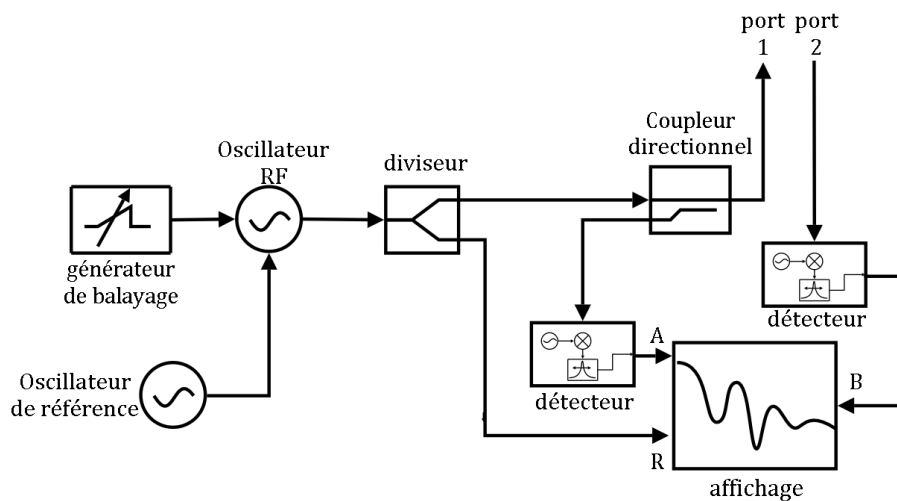 port port
1 2
Coupleur
directionnel
Oscillateur
RF
diviseur
générateur
de balayage
détecteur
Oscillateur
de référence
A
détecteur
B
R
affichage